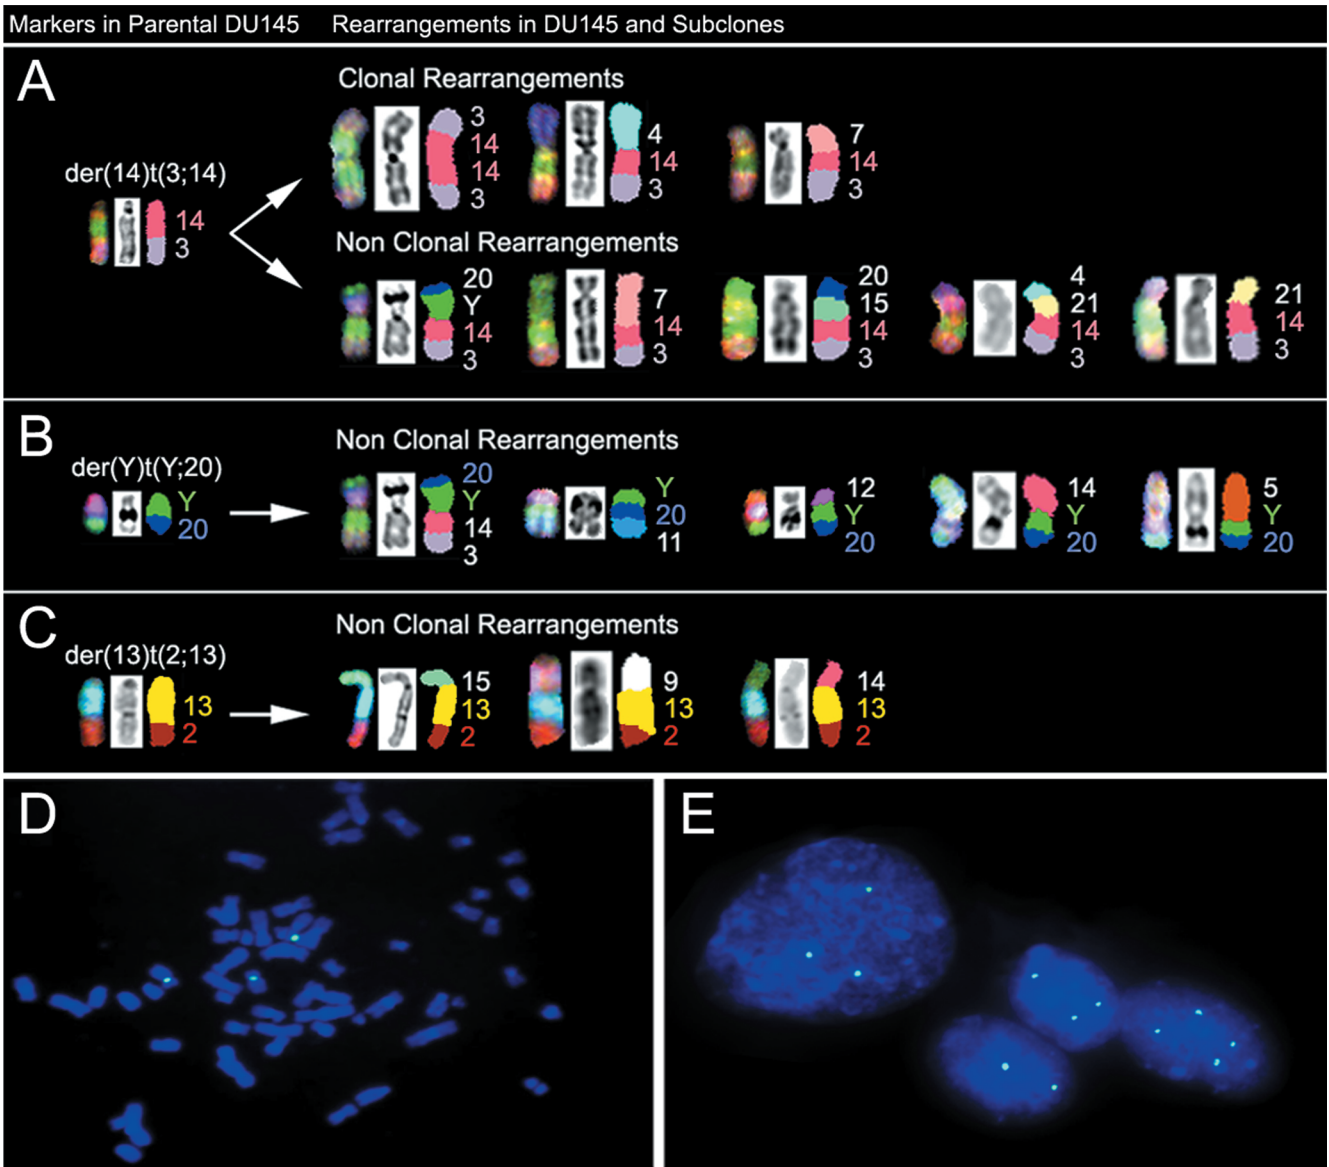 Markers in Parental DU145 Rearrangements in DU145 and Subclones
A
Clonal Rearrangements
der(14)t(3;14)
14
3
3
14
14
3
4
14
3
7
14
3
Non Clonal Rearrangements
20
Y
14
3
7
14
3
20
15
14
3
4
21
14
3
21
14
3
B
Non Clonal Rearrangements
der(Y)t(Y;20)
Y
20
20
Y
14
3
Y
20
11
12
Y
20
14
Y
20
5
Y
20
C
Non Clonal Rearrangements
der(13)t(2;13)
13
2
15
13
2
9
13
2
14
13
2
D
E